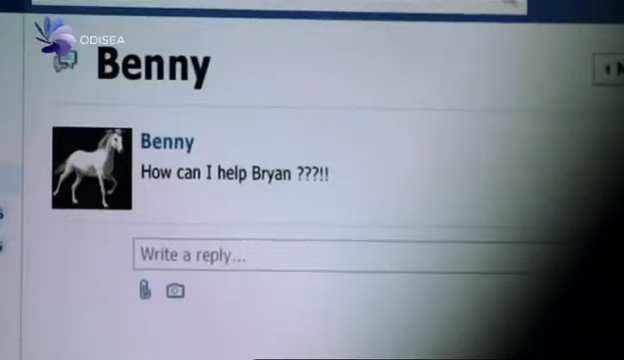 ODISEA
Benny
Benny
How can I help Bryan ???!!
Write a reply...